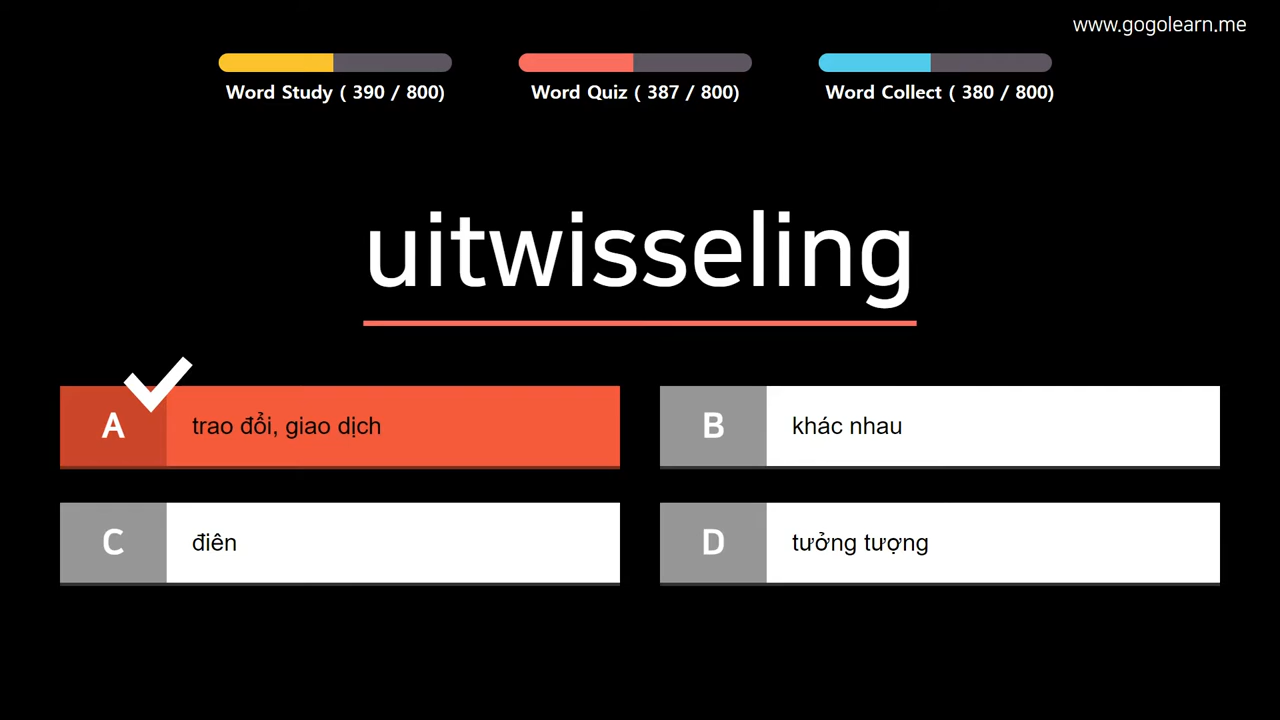 www.gogolearn.me
Word Study ( 390 / 800)
Word Quiz ( 387 / 800)
Word Collect ( 380 / 800)
uitwisseling
A trao đổi, giao dịch
B khác nhau
C điên
D tưởng tượng